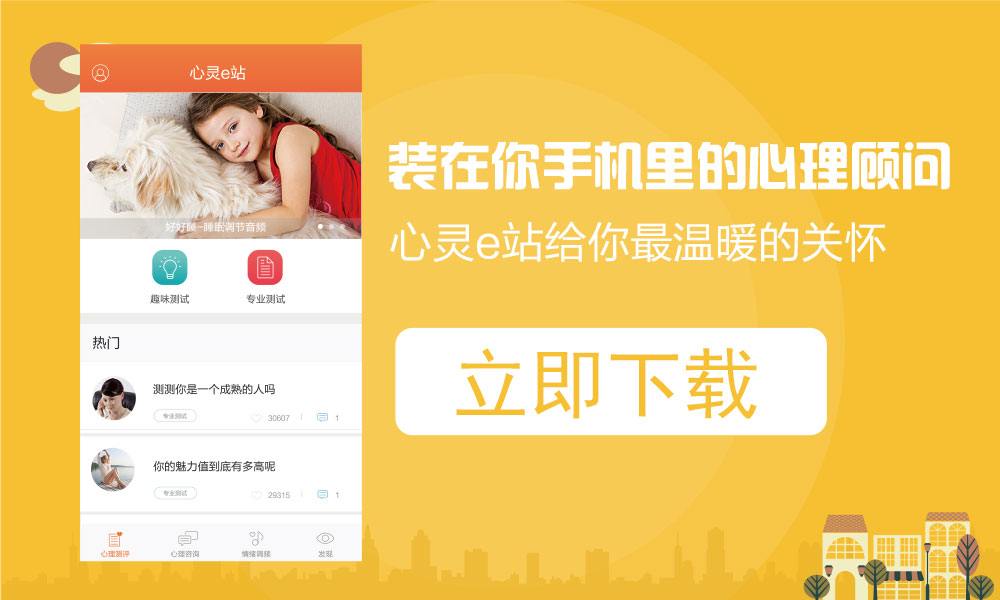 心灵e站
好好睡-睡眠调节音频
趣味测试
专业测试
热门
测测你是一个成熟的人吗
专业测试
30607
1
你的魅力值到底有多高呢
专业测试
29315
1
心理测评
心理咨询
情绪调频
发现
装在你手机里的心理顾问
心灵e站给你最温暖的关怀
立即下载